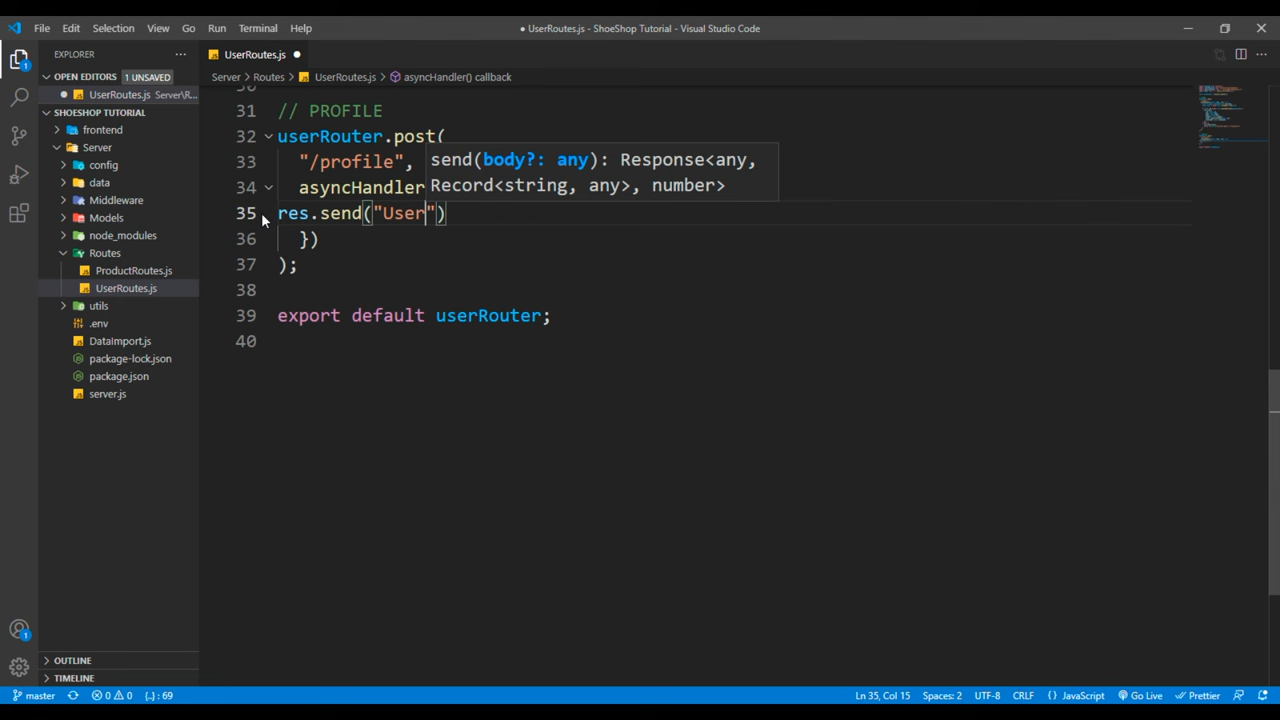 File Edit Selection View Go Run Terminal Help
● UserRoutes.js - ShoeShop Tutorial - Visual Studio Code
EXPLORER
UserRoutes.js
OPEN EDITORS 1 UNSAVED
Server > Routes > UserRoutes.js > asyncHandler() callback
UserRoutes.js Server\R...
SHOESHOP TUTORIAL
frontend
Server
config
data
Middleware
Models
node_modules
Routes
ProductRoutes.js
UserRoutes.js
utils
.env
DataImport.js
package-lock.json
package.json
server.js
OUTLINE
TIMELINE
31 // PROFILE
32 userRouter.post(
33 "/profile",
34 asyncHandler
send(body?: any): Response<any,
Record<string, any>, number>
35 res.send("User")
36 })
37 );
38
39 export default userRouter;
40
1
1
master 0 0 {..} : 69
Ln 35, Col 15 Spaces: 2 UTF-8 CRLF {} JavaScript Go Live Prettier